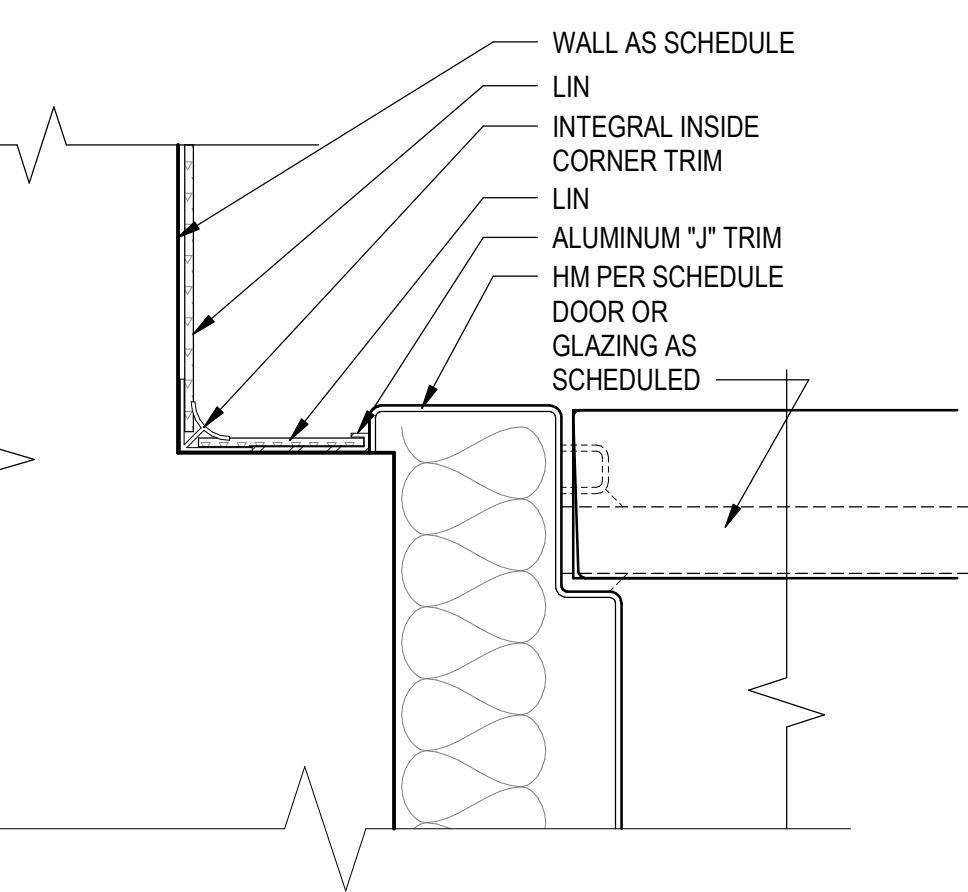 WALL AS SCHEDULE
LIN
INTEGRAL INSIDE
CORNER TRIM
LIN
ALUMINUM "J" TRIM
HM PER SCHEDULE
DOOR OR
GLAZING AS
SCHEDULED